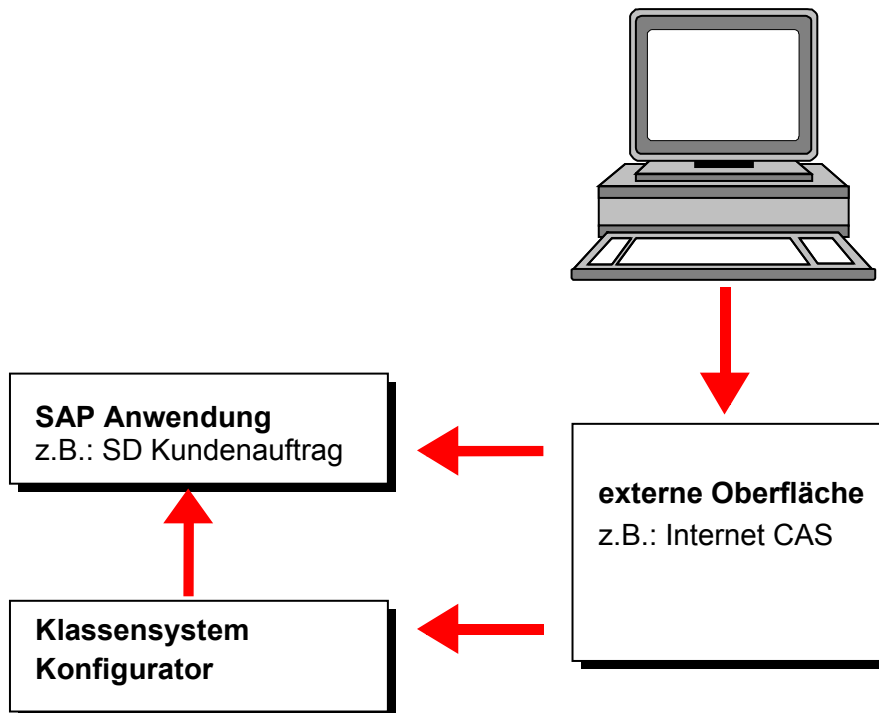 SAP Anwendung
z.B.: SD Kundenauftrag
externe Oberfläche
z.B.: Internet CAS
Klassensystem
Konfigurator